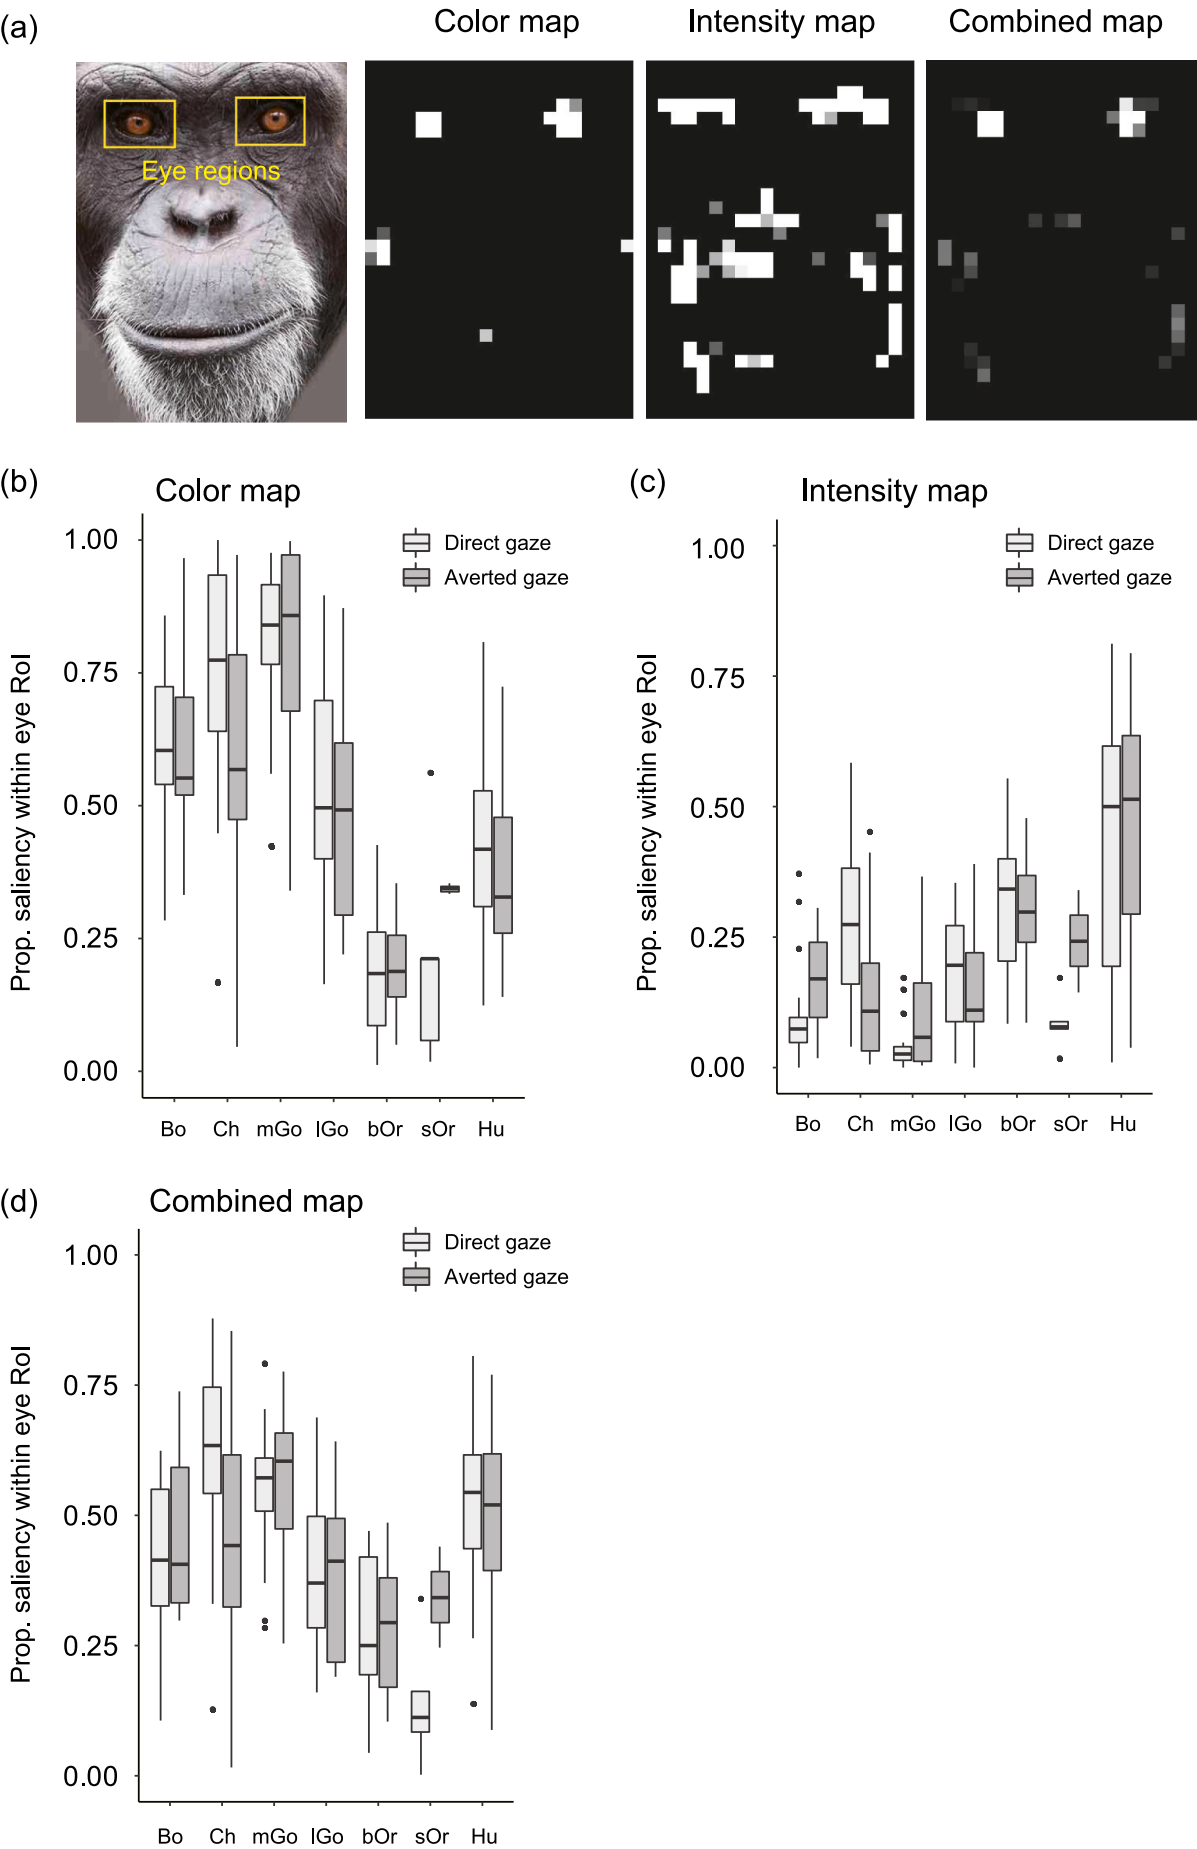 (a)
Color map
Intensity map
Combined map
Eye regions
(b)
Color map
Direct gaze
Averted gaze
Prop. saliency within eye RoI
1.00
0.75
0.50
0.25
0.00
Bo Ch mGo lGo bOr sOr Hu
(c)
Intensity map
Direct gaze
Averted gaze
Prop. saliency within eye RoI
1.00
0.75
0.50
0.25
0.00
Bo Ch mGo lGo bOr sOr Hu
(d)
Combined map
Direct gaze
Averted gaze
Prop. saliency within eye RoI
1.00
0.75
0.50
0.25
0.00
Bo Ch mGo lGo bOr sOr Hu